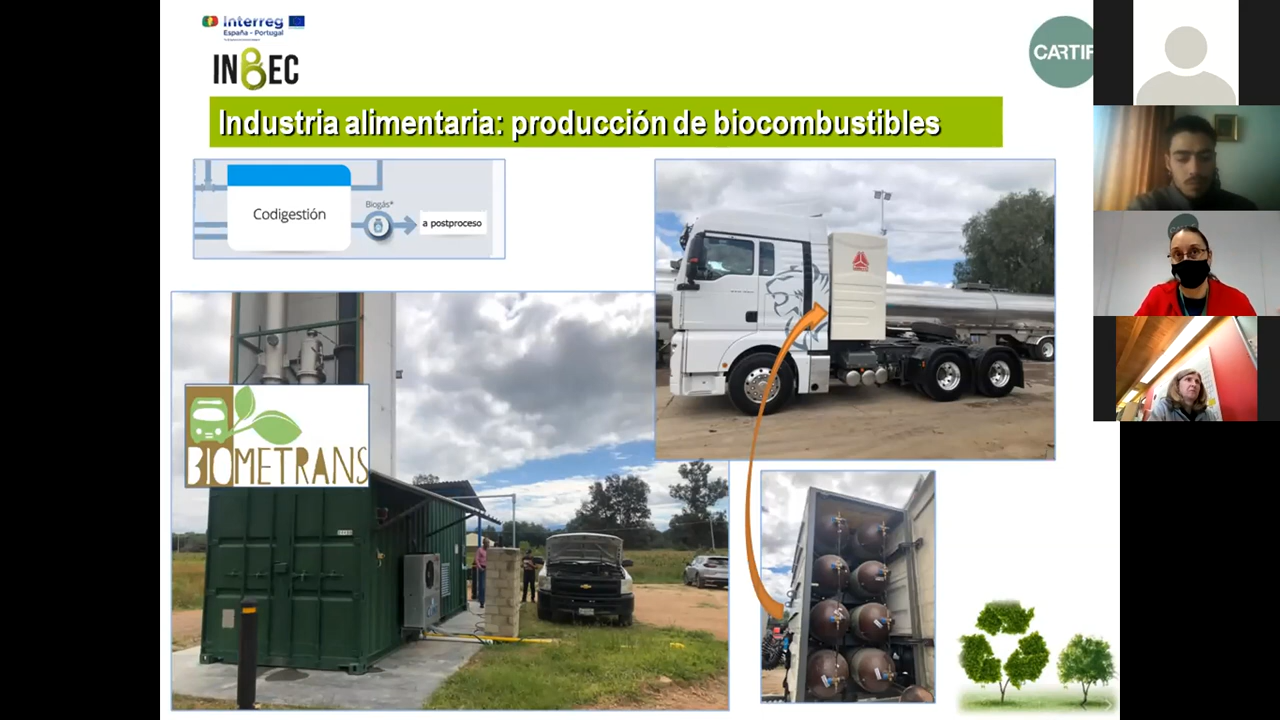 Interreg
España - Portugal
INBEC
CARTIF
Industria alimentaria: producción de biocombustibles
Codigestión
Biogás*
a postproceso
BIOMETRANS